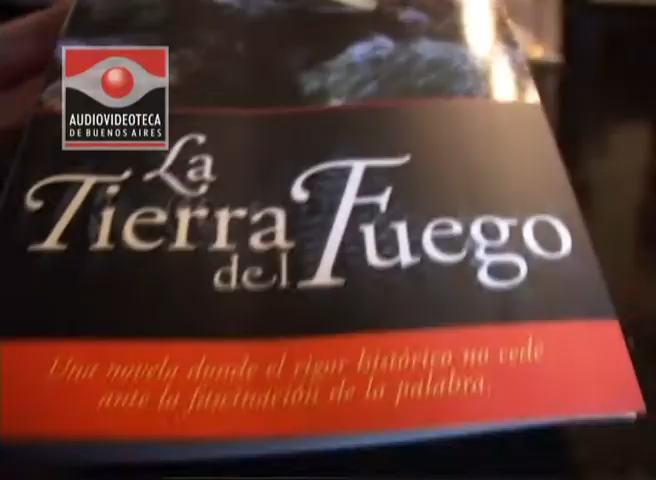 AUDIOVIDEOTECA
DE BUENOS AIRES
La
Tierra
del
Fuego
Una novela donde el rigor histórico no cede
ante la fascinación de la palabra.